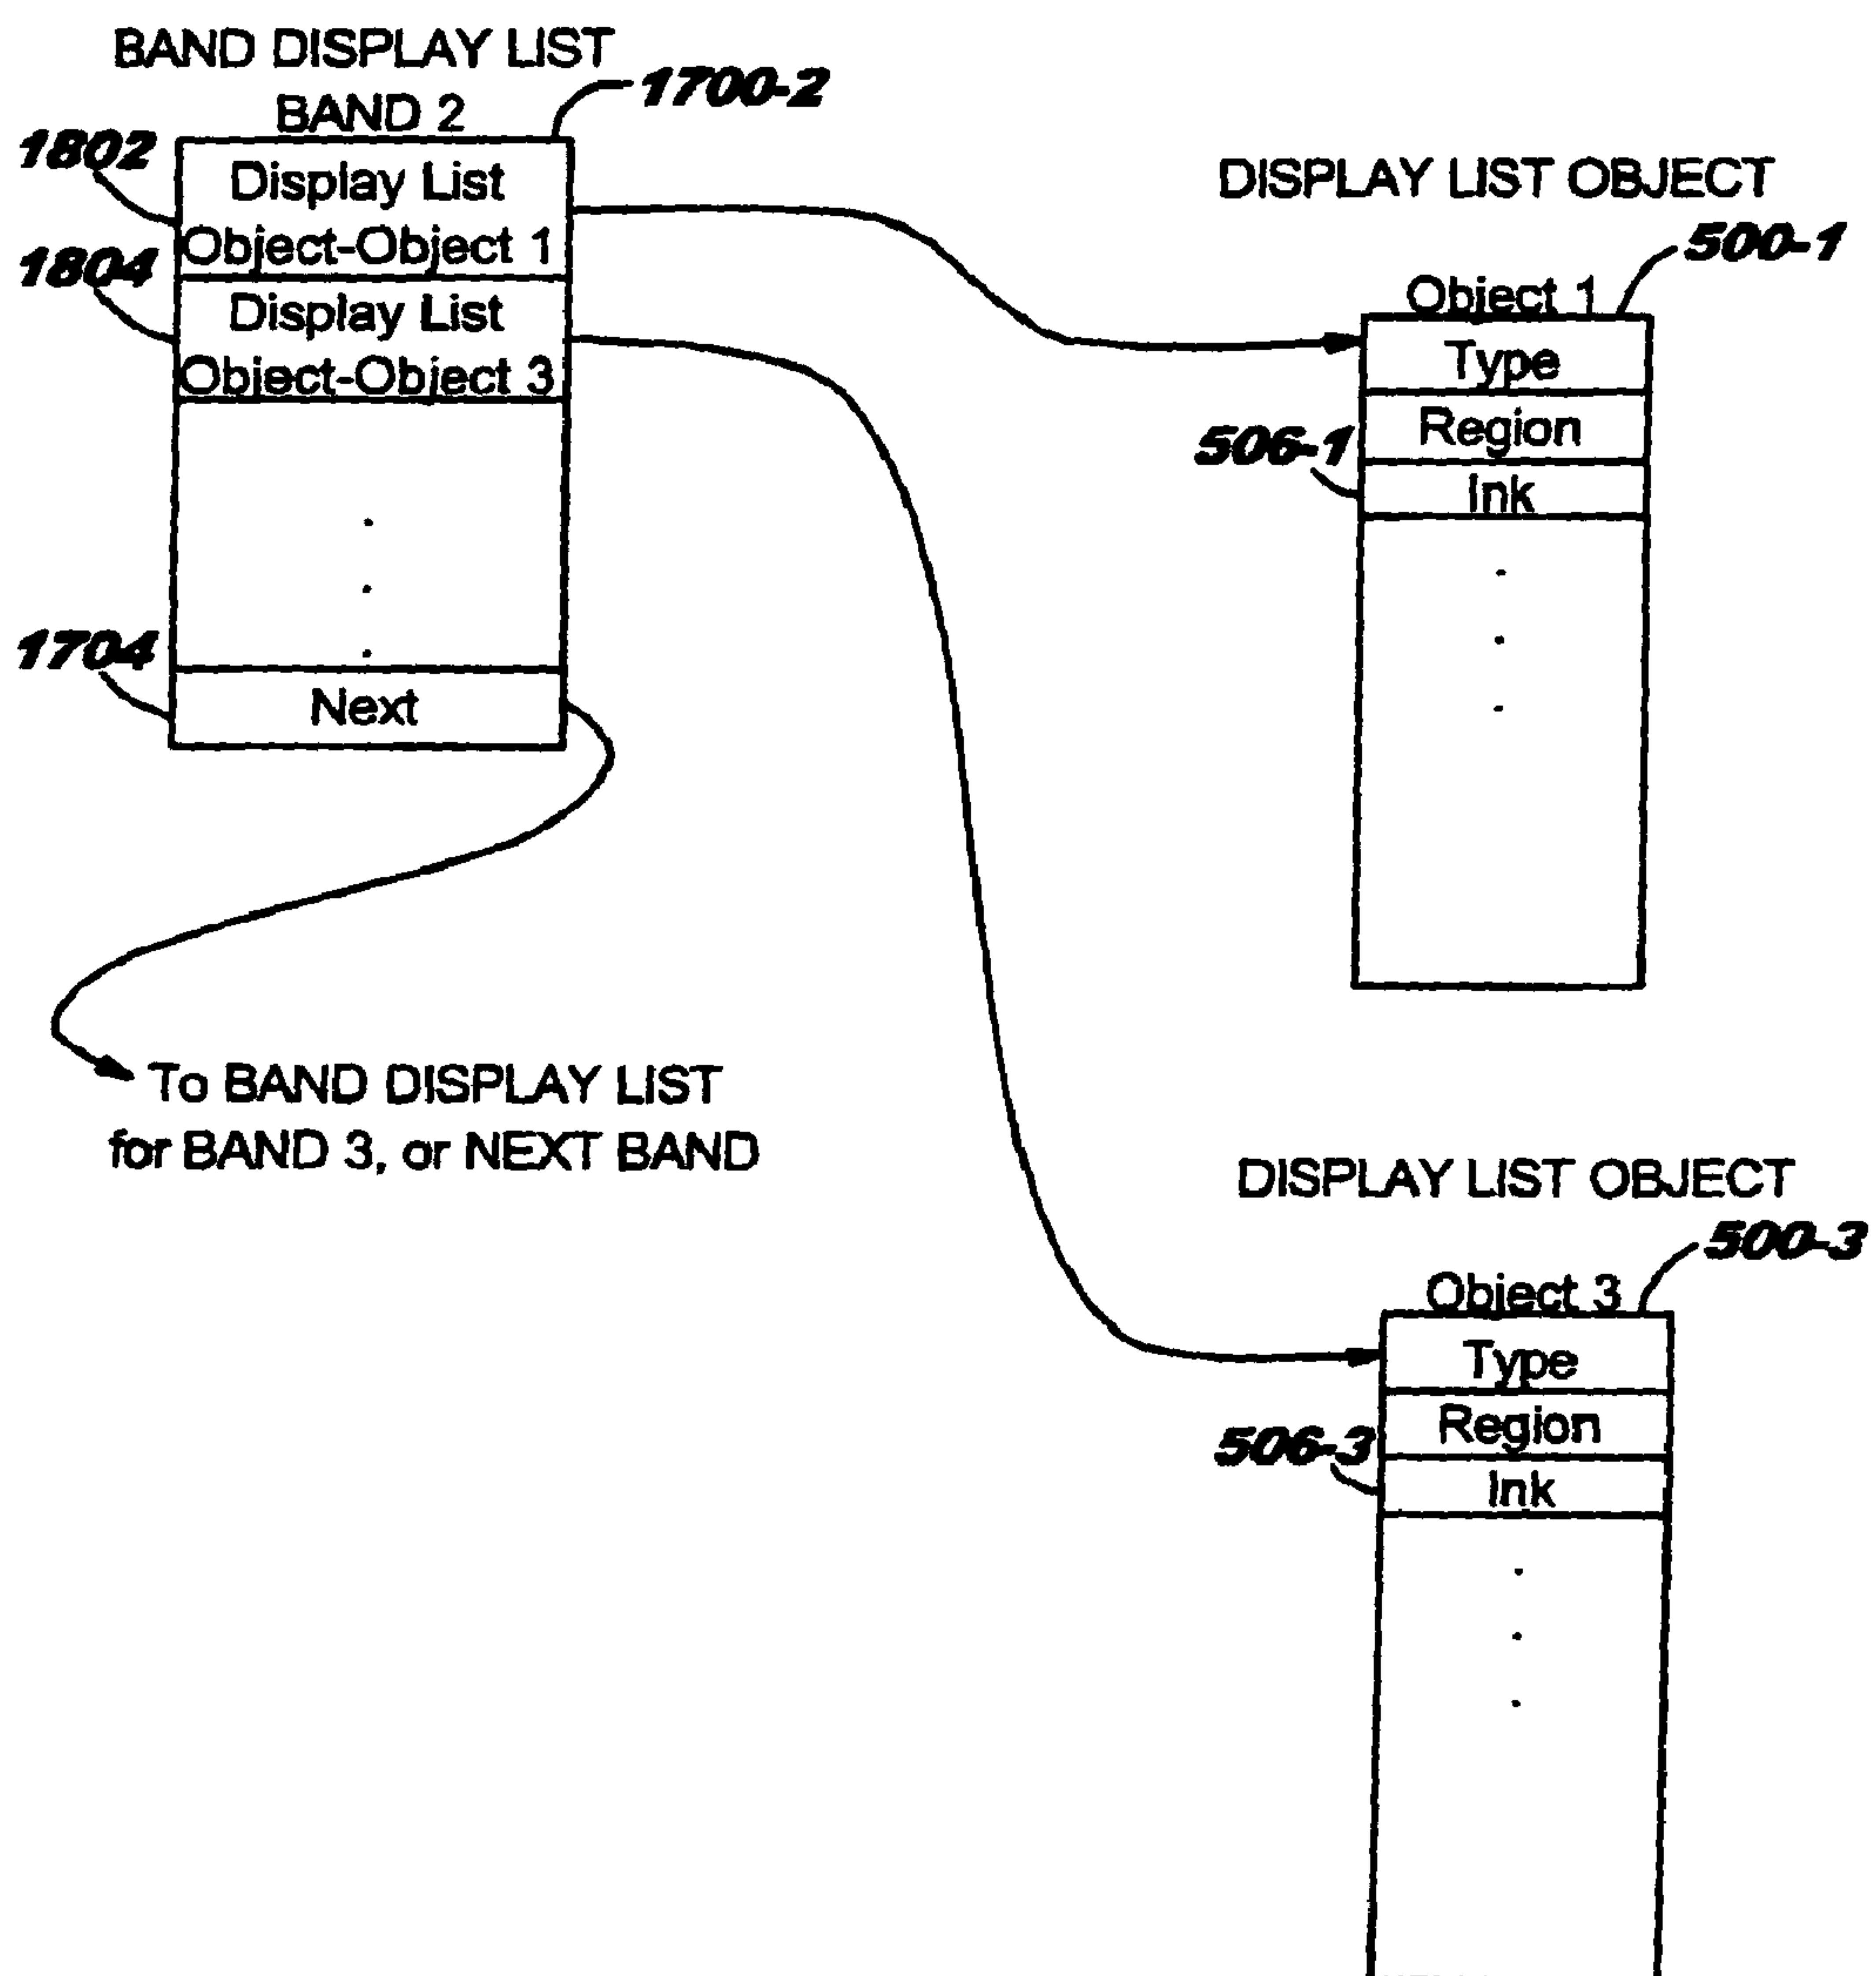 BAND DISPLAY LIST
BAND 2
1700-2
1802
Display List
Object-Object 1
1804
Display List
Object-Object 3
1704
Next
To BAND DISPLAY LIST
for BAND 3, or NEXT BAND
DISPLAY LIST OBJECT
500-1
Object 1
Type
Region
506-1
Ink
DISPLAY LIST OBJECT
500-3
Object 3
Type
Region
506-3
Ink